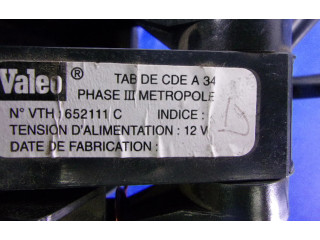 Valeo ®
TAB DE CDE A 34
PHASE III METROPOLE
N° VTH : 652111 C INDICE :
TENSION D'ALIMENTATION : 12 V
DATE DE FABRICATION :